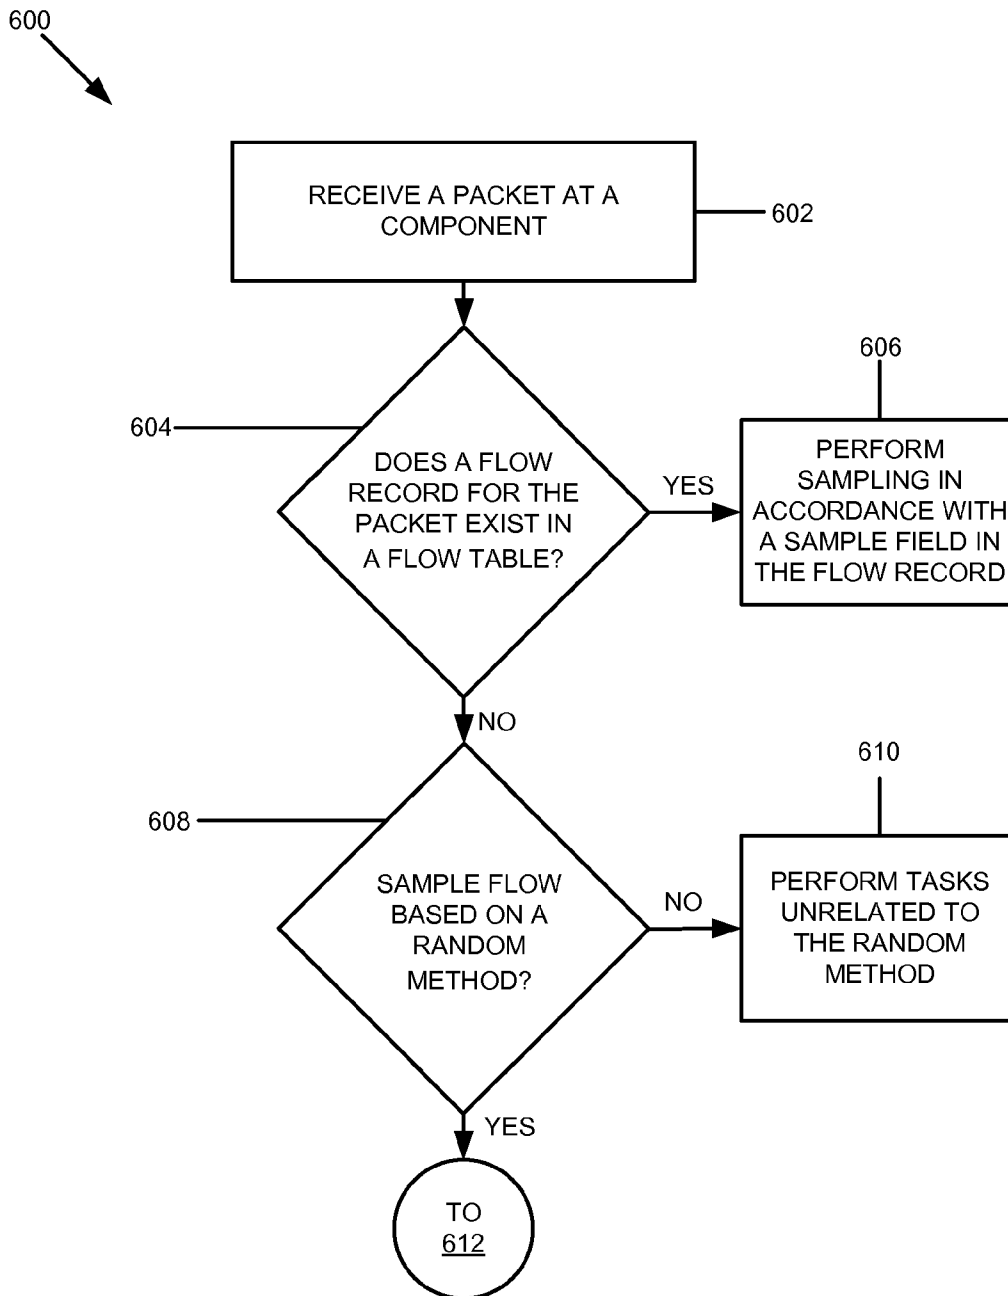 600
RECEIVE A PACKET AT A
COMPONENT
602
604
DOES A FLOW
RECORD FOR THE
PACKET EXIST IN
A FLOW TABLE?
YES
606
PERFORM
SAMPLING IN
ACCORDANCE WITH
A SAMPLE FIELD IN
THE FLOW RECORD
NO
608
SAMPLE FLOW
BASED ON A
RANDOM
METHOD?
NO
610
PERFORM TASKS
UNRELATED TO
THE RANDOM
METHOD
YES
TO
612